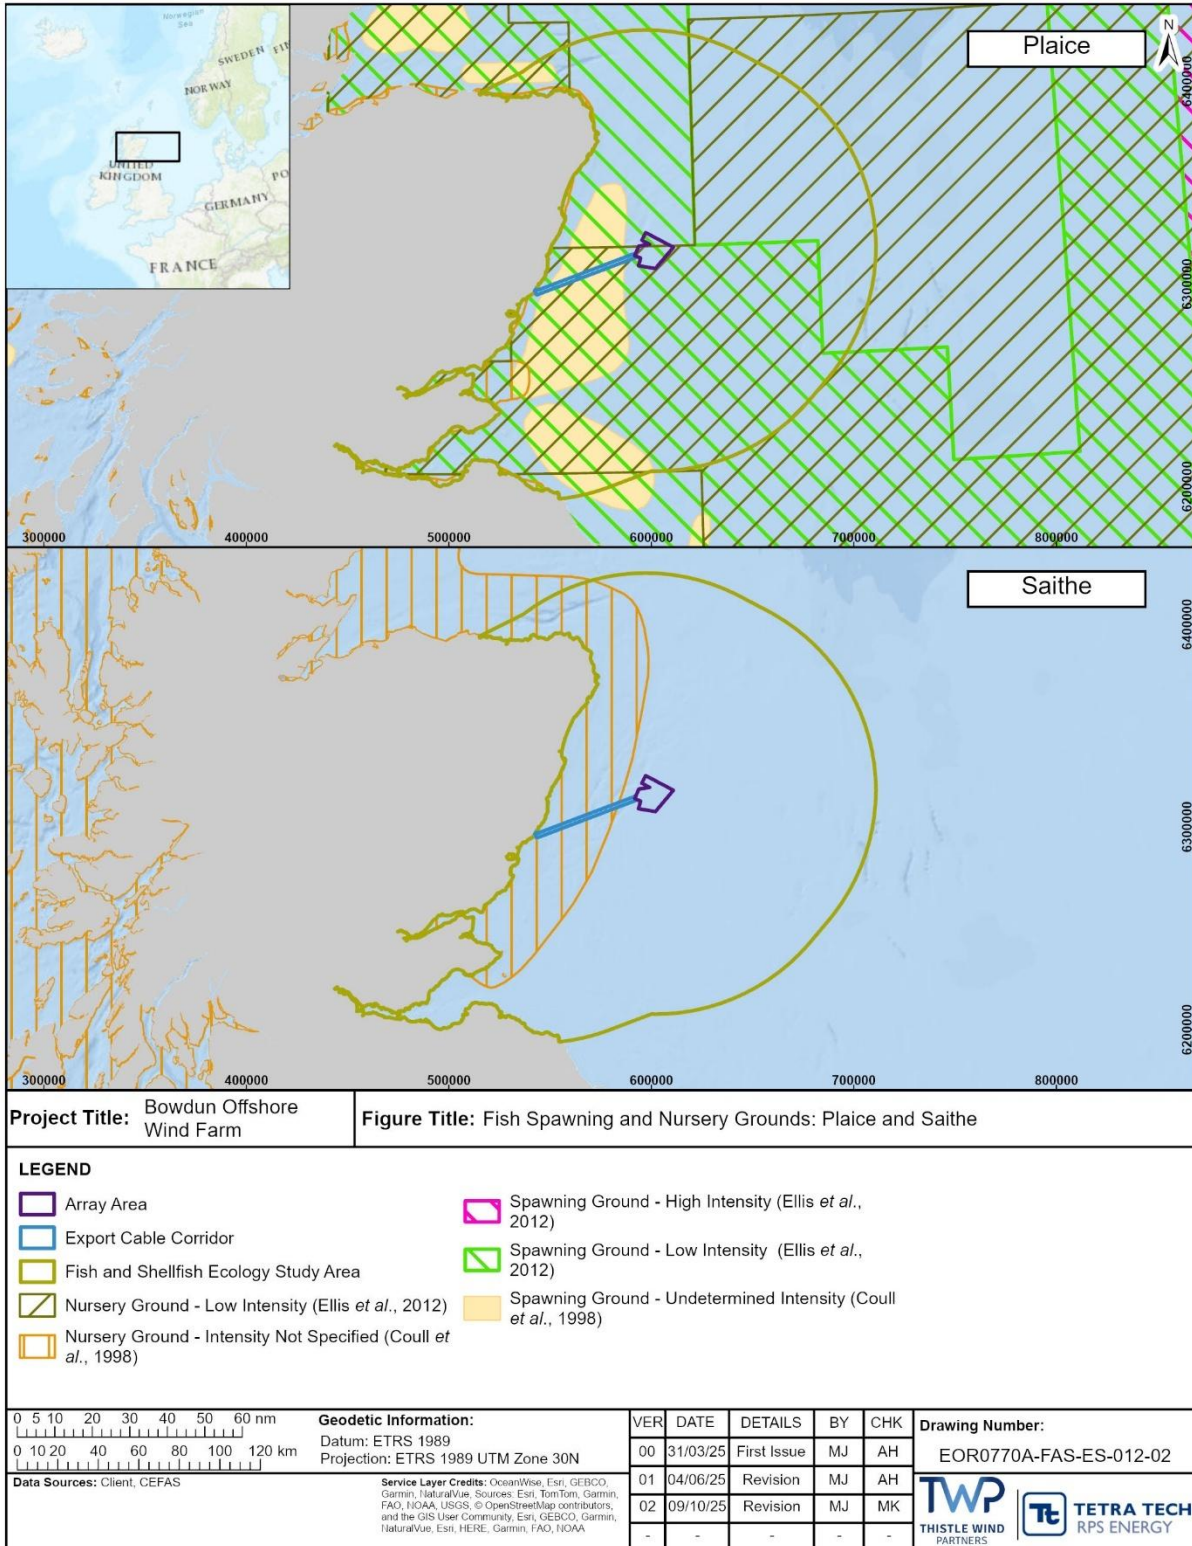 Norwegian
Sea
SWEDEN
FIN
NORWAY
UNITED
KINGDOM
GERMANY
PO
FRANCE
Plaice
N
6400000
6300000
6200000
300000
400000
500000
600000
700000
800000
Saithe
6400000
6300000
6200000
300000
400000
500000
600000
700000
800000
Project Title: Bowdun Offshore
Wind Farm
Figure Title: Fish Spawning and Nursery Grounds: Plaice and Saithe
LEGEND
Array Area
Export Cable Corridor
Fish and Shellfish Ecology Study Area
Nursery Ground - Low Intensity (Ellis et al., 2012)
Nursery Ground - Intensity Not Specified (Coull et
al., 1998)
Spawning Ground - High Intensity (Ellis et al.,
2012)
Spawning Ground - Low Intensity (Ellis et al.,
2012)
Spawning Ground - Undetermined Intensity (Coull
et al., 1998)
0 5 10 20 30 40 50 60 nm
0 10 20 40 60 80 100 120 km
Data Sources: Client, CEFAS
Geodetic Information:
Datum: ETRS 1989
Projection: ETRS 1989 UTM Zone 30N
Service Layer Credits: OceanWise, Esri, GEBCO,
Garmin, NaturalVue, Sources: Esri, TomTom, Garmin,
FAO, NOAA, USGS, © OpenStreetMap contributors,
and the GIS User Community, Esri, GEBCO, Garmin,
NaturalVue, Esri, HERE, Garmin, FAO, NOAA
VER DATE DETAILS BY CHK
00 31/03/25 First Issue MJ AH
01 04/06/25 Revision MJ AH
02 09/10/25 Revision MJ MK
- - - - -
Drawing Number:
EOR0770A-FAS-ES-012-02
TWP
THISTLE WIND
PARTNERS
Tt
TETRA TECH
RPS ENERGY